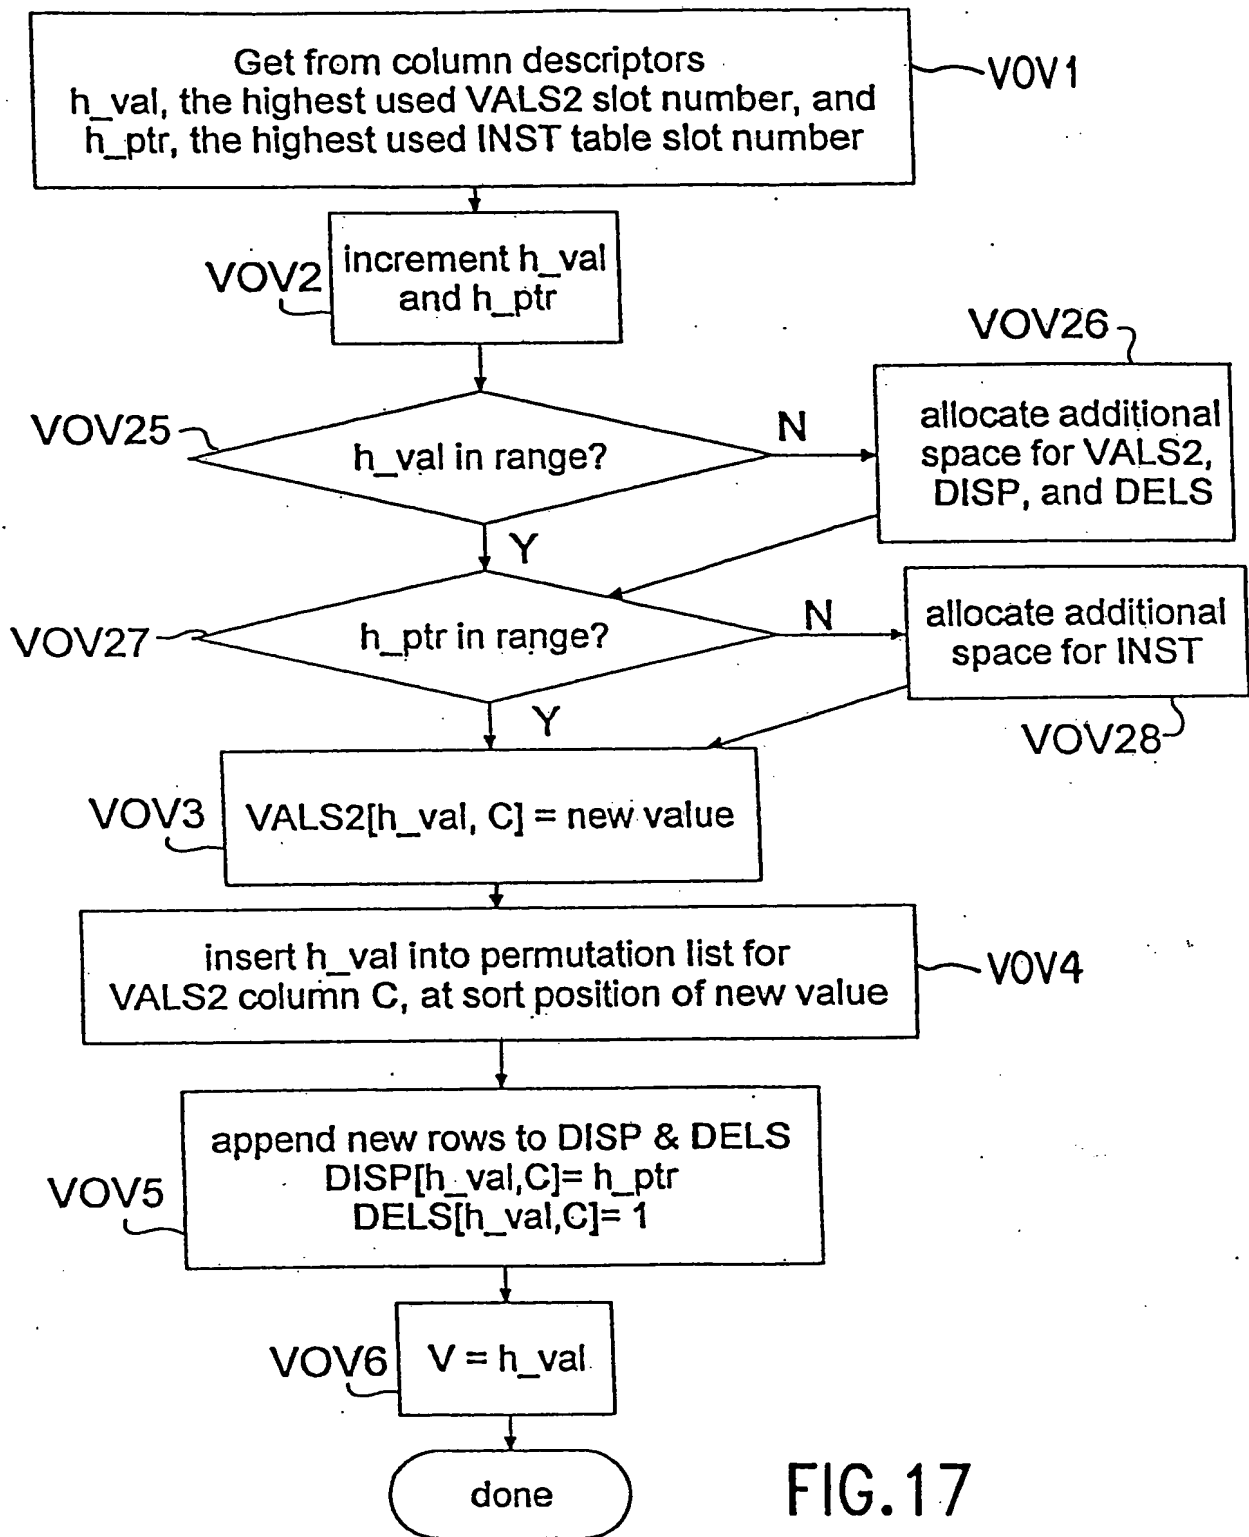 Get from column descriptors
h_val, the highest used VALS2 slot number, and
h_ptr, the highest used INST table slot number
VOV1
VOV2
increment h_val
and h_ptr
VOV26
VOV25
h_val in range?
N
allocate additional
space for VALS2,
DISP, and DELS
Y
VOV27
h_ptr in range?
N
allocate additional
space for INST
Y
VOV28
VOV3
VALS2[h_val, C] = new value
insert h_val into permutation list for
VALS2 column C, at sort position of new value
VOV4
append new rows to DISP & DELS
DISP[h_val,C]= h_ptr
DELS[h_val,C]= 1
VOV5
VOV6
V = h_val
done
FIG.17